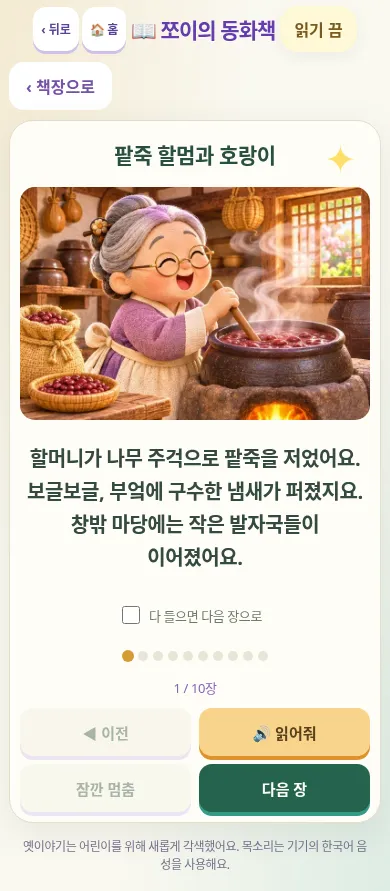 ‹ 뒤로
🏠 홈
📖 쪼이의 동화책
읽기 끔
‹ 책장으로
팥죽 할멈과 호랑이
할머니가 나무 주걱으로 팥죽을 저었어요.
보글보글, 부엌에 구수한 냄새가 퍼졌지요.
창밖 마당에는 작은 발자국들이
이어졌어요.
다 들으면 다음 장으로
1 / 10장
◀ 이전
🔊 읽어줘
잠깐 멈춤
다음 장
옛이야기는 어린이를 위해 새롭게 각색했어요. 목소리는 기기의 한국어 음
성을 사용해요.